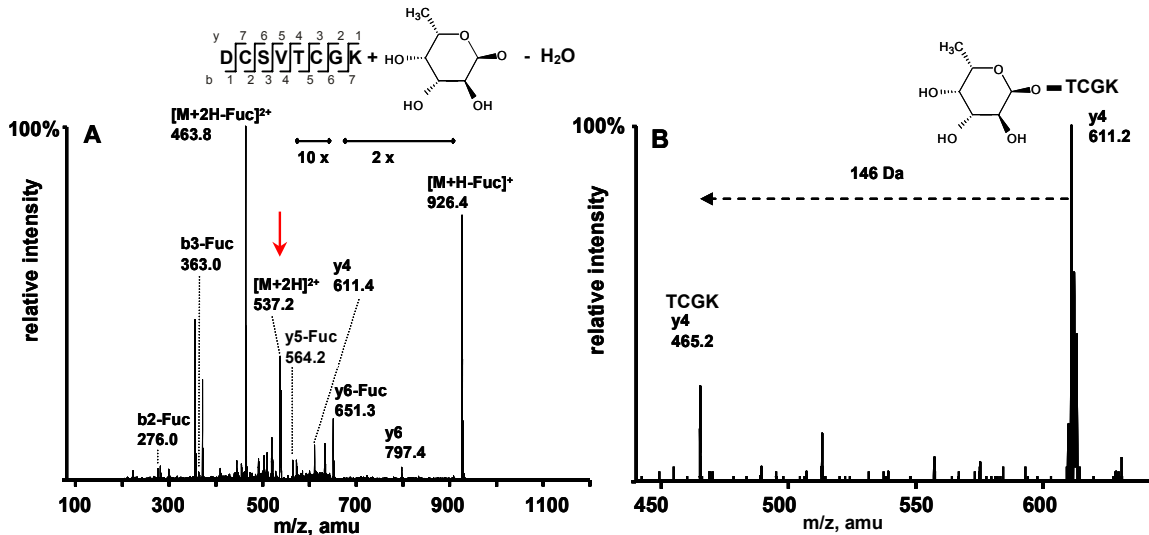 y 7 6 5 4 3 2 1
DCSVTCGK + H₃C O O HO HO OH - H₂O
b 1 2 3 4 5 6 7
A
100%
relative intensity
[M+2H-Fuc]²⁺
463.8
10 x
2 x
[M+H-Fuc]⁺
926.4
b3-Fuc
363.0
[M+2H]²⁺
537.2
y4
611.4
y5-Fuc
564.2
y6-Fuc
651.3
b2-Fuc
276.0
y6
797.4
100 300 500 700 900 1100
m/z, amu
B
100%
relative intensity
H₃C
O
HO
O
TCGK
HO
OH
y4
611.2
146 Da
TCGK
y4
465.2
450 500 550 600
m/z, amu